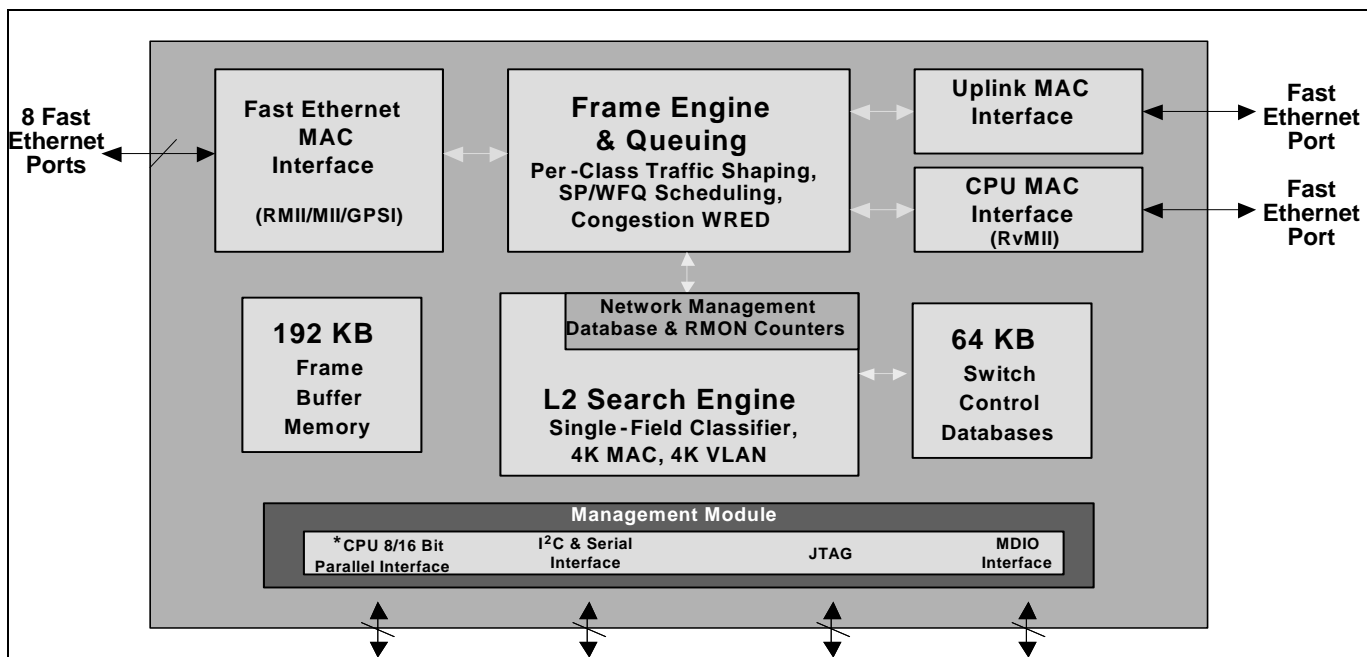 8 Fast
Ethernet
Ports
Fast Ethernet
MAC
Interface
(RMII/MII/GPSI)
Frame Engine
& Queuing
Per-Class Traffic Shaping,
SP/WFQ Scheduling,
Congestion WRED
Uplink MAC
Interface
Fast
Ethernet
Port
CPU MAC
Interface
(RvMII)
Fast
Ethernet
Port
192 KB
Frame
Buffer
Memory
Network Management
Database & RMON Counters
L2 Search Engine
Single-Field Classifier,
4K MAC, 4K VLAN
64 KB
Switch
Control
Databases
Management Module
*CPU 8/16 Bit
Parallel Interface
I²C & Serial
Interface
JTAG
MDIO
Interface